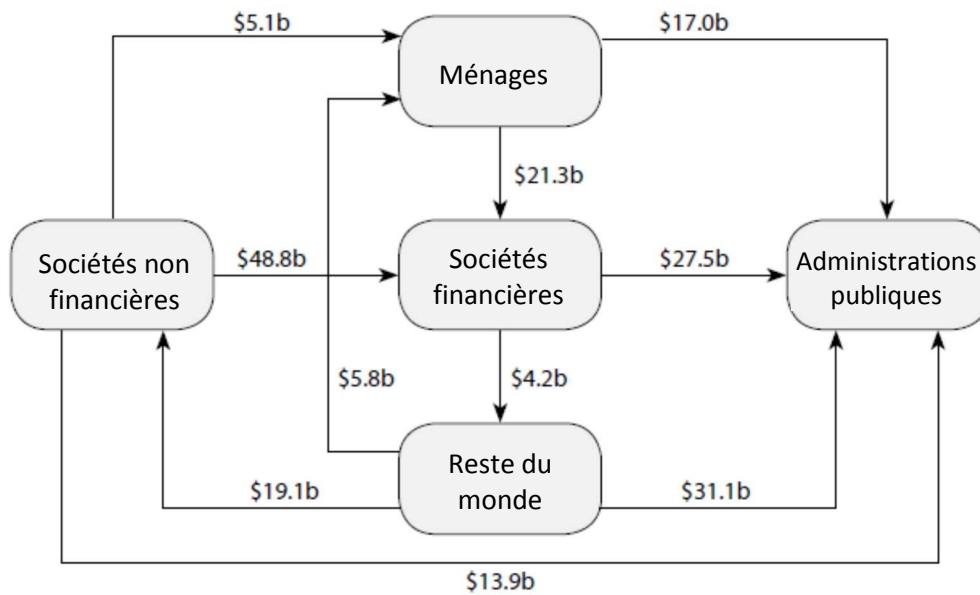 $5.1b
$17.0b
Ménages
$21.3b
Sociétés non
financières
$48.8b
Sociétés
financières
$27.5b
Administrations
publiques
$5.8b
$4.2b
Reste du
monde
$19.1b
$31.1b
$13.9b